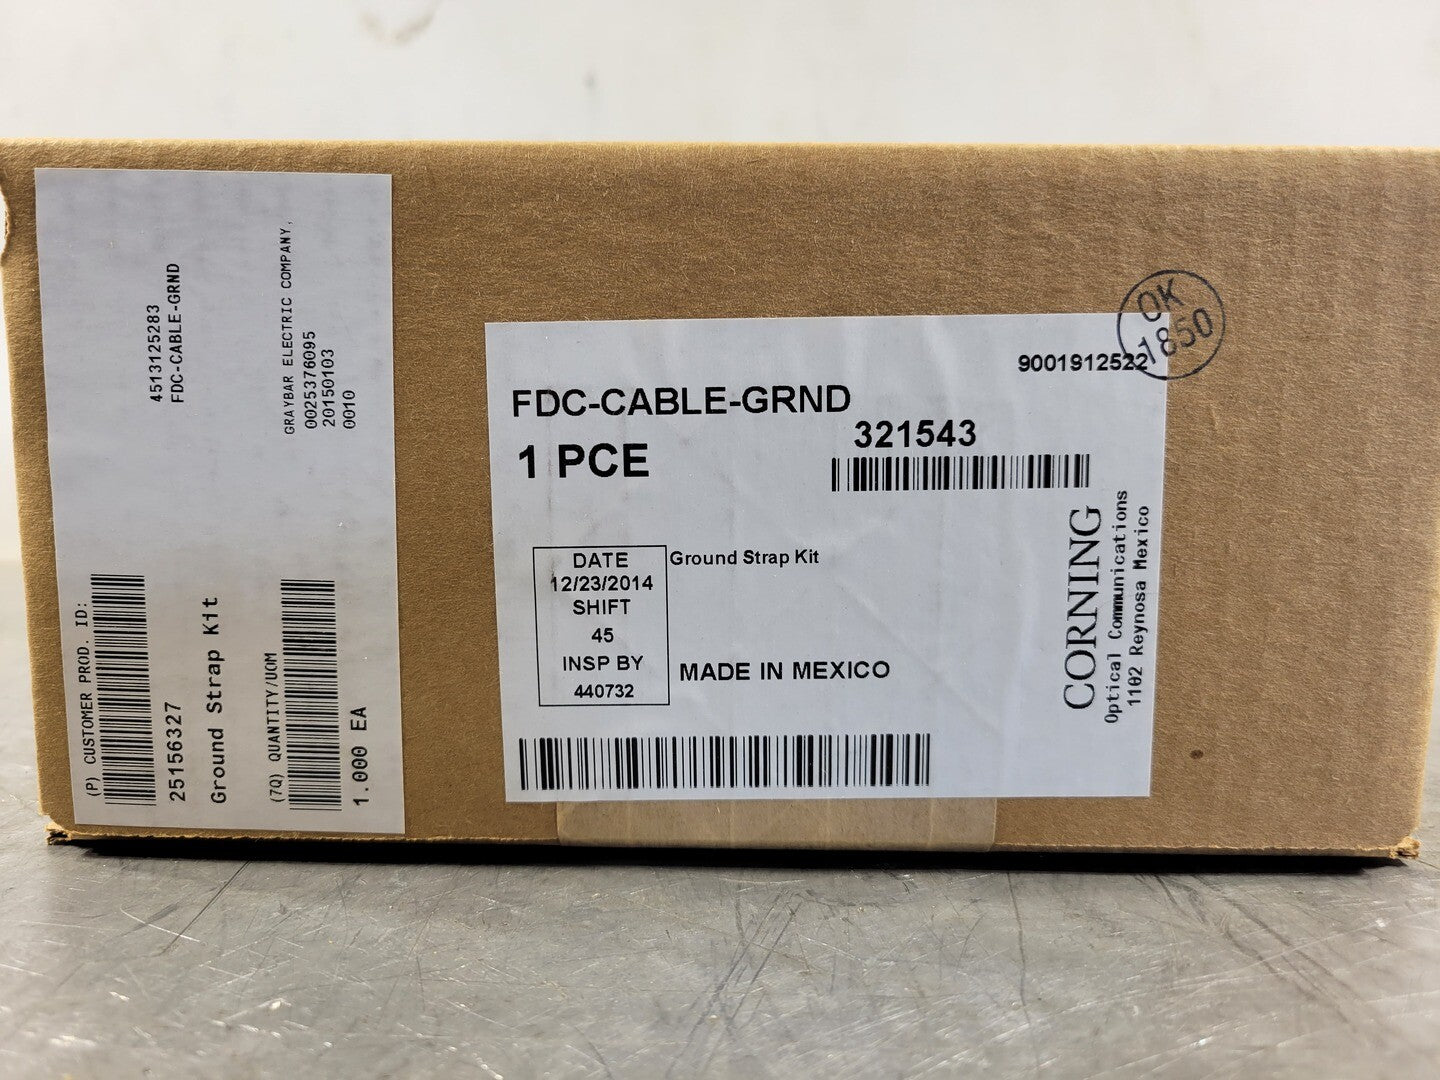 4513125283
FDC-CABLE-GRND
GRAYBAR ELECTRIC COMPANY,
0025376095
20150103
0010
(P) CUSTOMER PROD. ID:
25156327
Ground Strap Kit
(7Q) QUANTITY/UOM
1.000 EA
OK
1850
9001912522
FDC-CABLE-GRND
321543
1 PCE
DATE
12/23/2014
SHIFT
45
INSP BY
440732
Ground Strap Kit
MADE IN MEXICO
CORNING
Optical Communications
1102 Reynosa Mexico